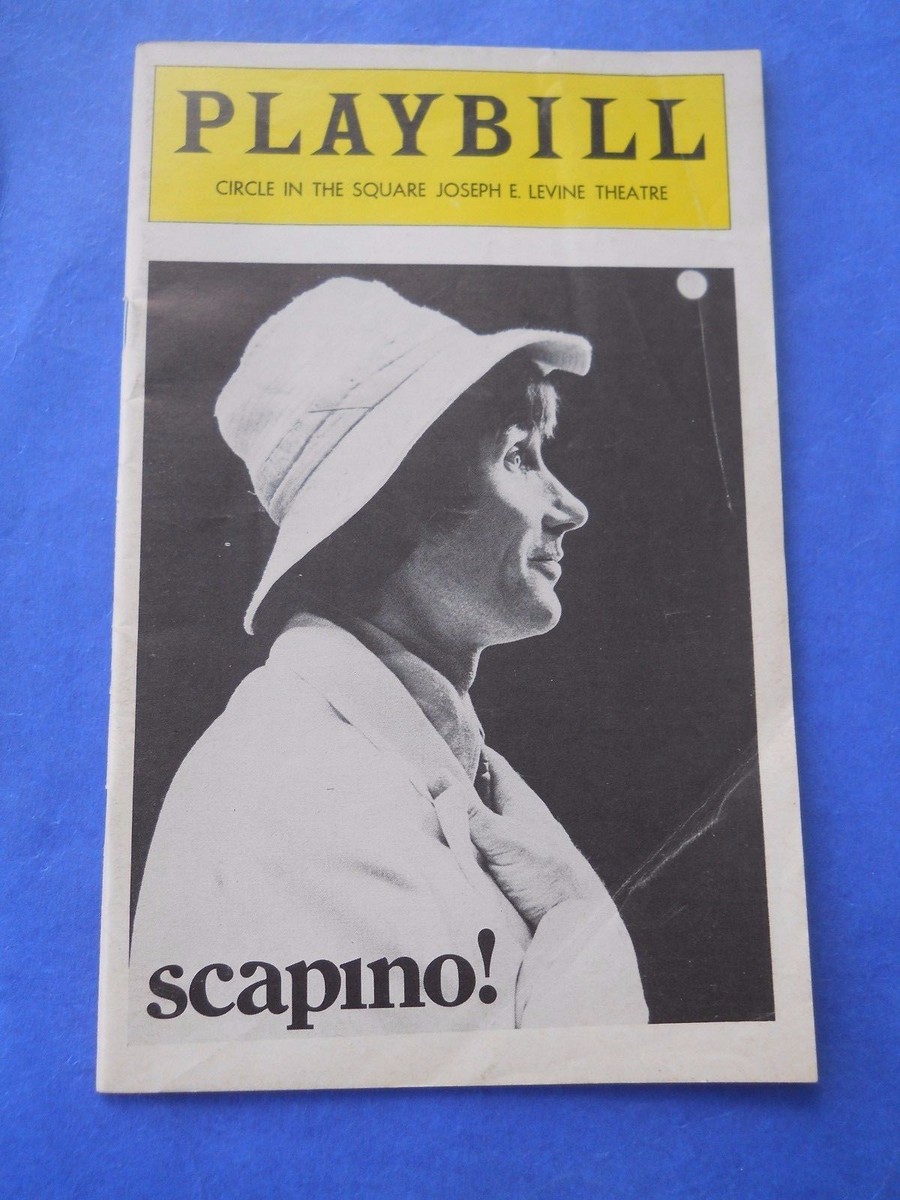 PLAYBILL
CIRCLE IN THE SQUARE JOSEPH E. LEVINE THEATRE
scapino!